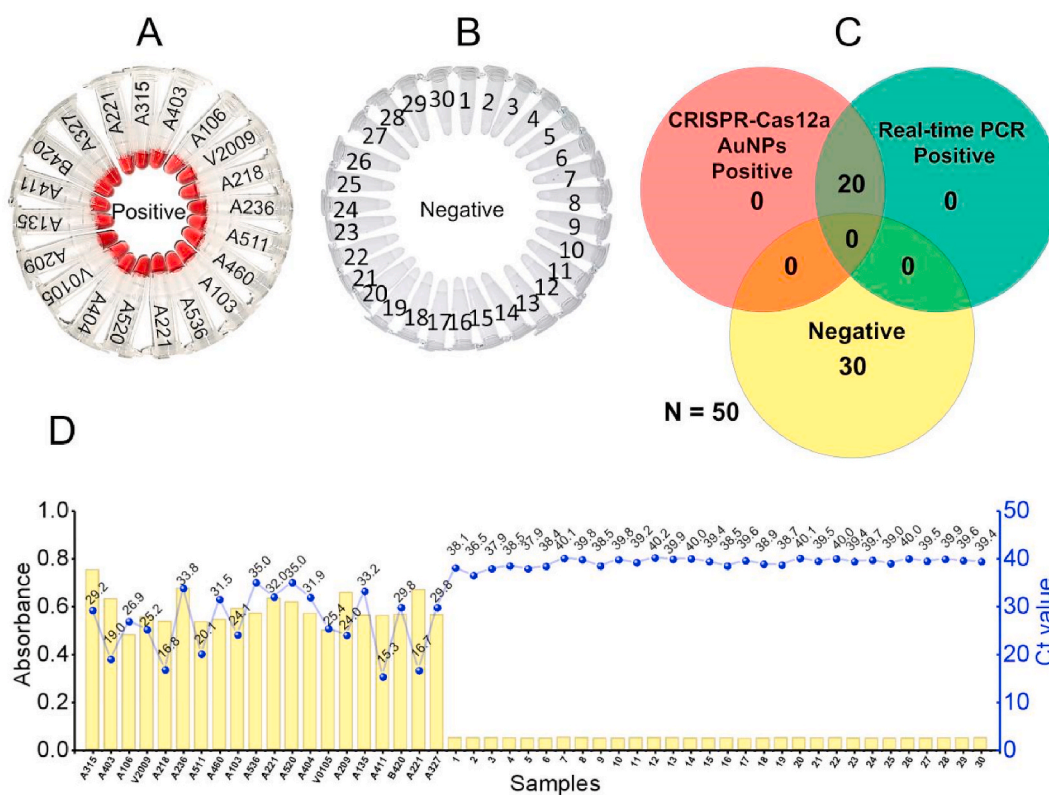 A
A315
A403
A106
V2009
A218
A236
A511
A460
A103
A536
A221
A520
A404
V0105
A209
A135
A411
B420
A327
A221
Positive
B
1
2
3
4
5
6
7
8
9
10
11
12
13
14
15
16
17
18
19
20
21
22
23
24
25
26
27
28
29
30
Negative
C
CRISPR-Cas12a
AuNPs
Positive
0
Real-time PCR
Positive
0
20
0
0
0
Negative
30
N = 50
D
Absorbance
1.0
0.8
0.6
0.4
0.2
0.0
29.2
19.0
26.9
25.2
16.8
33.8
20.1
31.5
24.1
35.0
32.0
35.0
31.9
25.4
24.0
33.2
15.3
29.8
16.7
29.8
38.1
36.5
37.9
38.5
37.9
38.4
40.1
39.8
38.5
39.8
39.2
40.2
39.9
40.0
39.4
38.5
39.6
38.9
38.7
40.1
39.5
40.0
39.4
39.7
39.0
40.0
39.5
39.9
39.6
39.4
50
40
30
20
10
0
Ct value
A315
A403
A106
V2009
A218
A236
A511
A460
A103
A536
A221
A520
A404
V0105
A209
A135
A411
B420
A221
A327
1
2
3
4
5
6
7
8
9
10
11
12
13
14
15
16
17
18
19
20
21
22
23
24
25
26
27
28
29
30
Samples